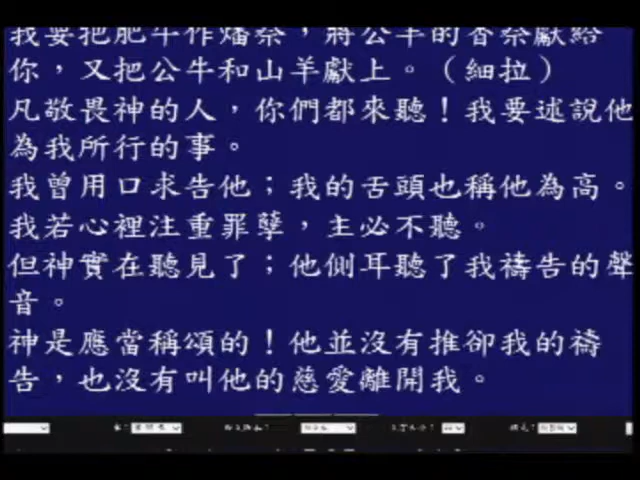 我要把肥牛作燔祭，將公羊的香祭獻給
你，又把公牛和山羊獻上。（細拉）
凡敬畏神的人，你們都來聽！我要述說他
為我所行的事。
我曾用口求告他；我的舌頭也稱他為高。
我若心裡注重罪孽，主必不聽。
但神實在聽見了；他側耳聽了我禱告的聲
音。
神是應當稱頌的！他並沒有推卻我的禱
告，也沒有叫他的慈愛離開我。